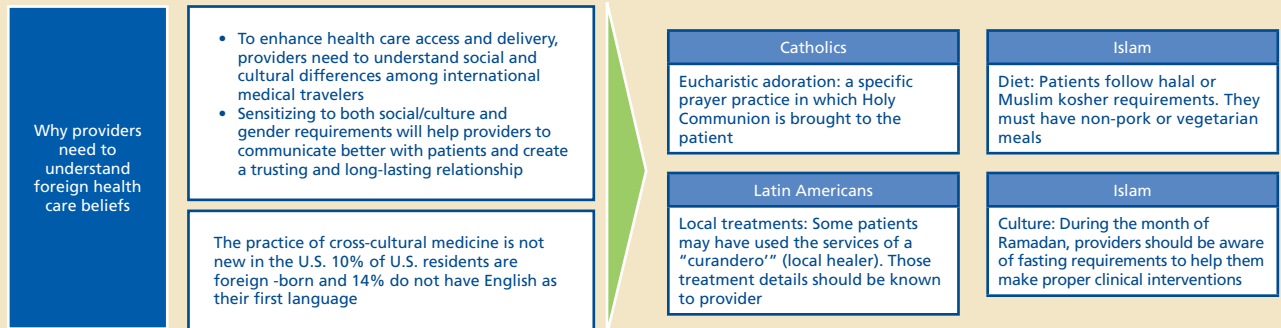 Why providers
need to
understand
foreign health
care beliefs
• To enhance health care access and delivery,
providers need to understand social and
cultural differences among international
medical travelers
• Sensitizing to both social/culture and
gender requirements will help providers to
communicate better with patients and create
a trusting and long-lasting relationship
The practice of cross-cultural medicine is not
new in the U.S. 10% of U.S. residents are
foreign -born and 14% do not have English as
their first language
Catholics
Eucharistic adoration: a specific
prayer practice in which Holy
Communion is brought to the
patient
Islam
Diet: Patients follow halal or
Muslim kosher requirements. They
must have non-pork or vegetarian
meals
Latin Americans
Local treatments: Some patients
may have used the services of a
“curandero’” (local healer). Those
treatment details should be known
to provider
Islam
Culture: During the month of
Ramadan, providers should be aware
of fasting requirements to help them
make proper clinical interventions